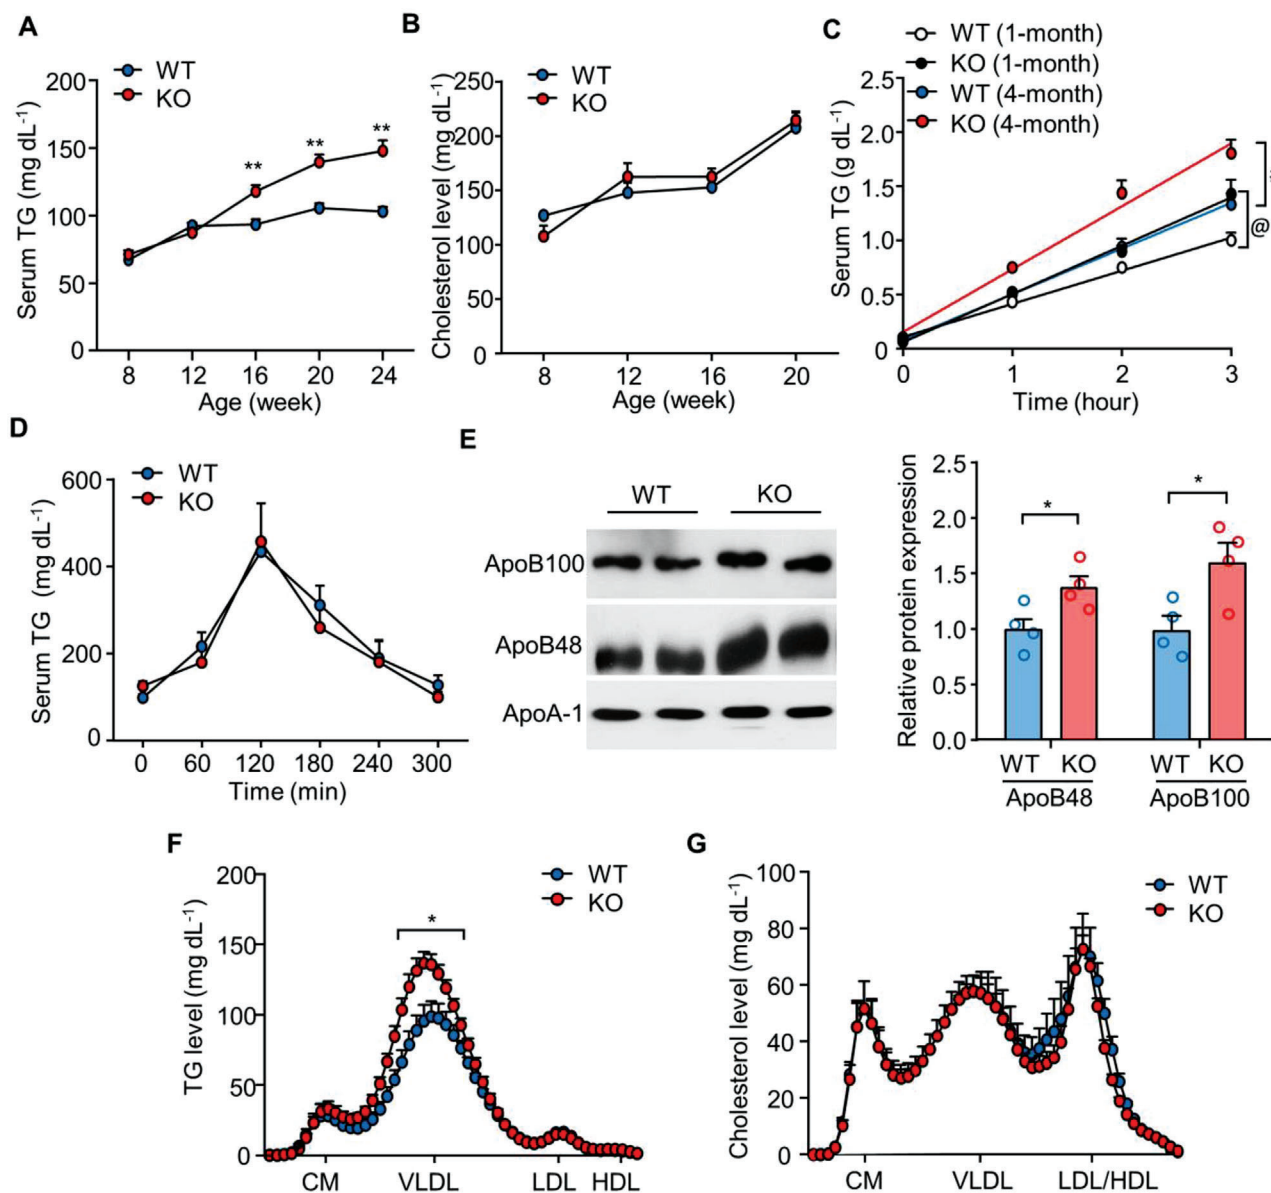 A
WT
KO
Serum TG (mg dL-1)
200
150
100
50
0
**
**
**
8 12 16 20 24
Age (week)
B
WT
KO
Cholesterol level (mg dL-1)
250
200
150
100
50
0
8 12 16 20
Age (week)
C
WT (1-month)
KO (1-month)
WT (4-month)
KO (4-month)
Serum TG (g dL-1)
2.5
2.0
1.5
1.0
0.5
0
@
0 1 2 3
Time (hour)
D
WT
KO
Serum TG (mg dL-1)
600
400
200
0
0 60 120 180 240 300
Time (min)
E
WT KO
ApoB100
ApoB48
ApoA-1
Relative protein expression
2.5
2.0
1.5
1.0
0.5
0.0
*
*
WT KO WT KO
ApoB48 ApoB100
F
WT
KO
TG level (mg dL-1)
200
150
100
50
0
*
CM VLDL LDL HDL
G
WT
KO
Cholesterol level (mg dL-1)
100
80
60
40
20
0
CM VLDL LDL/HDL